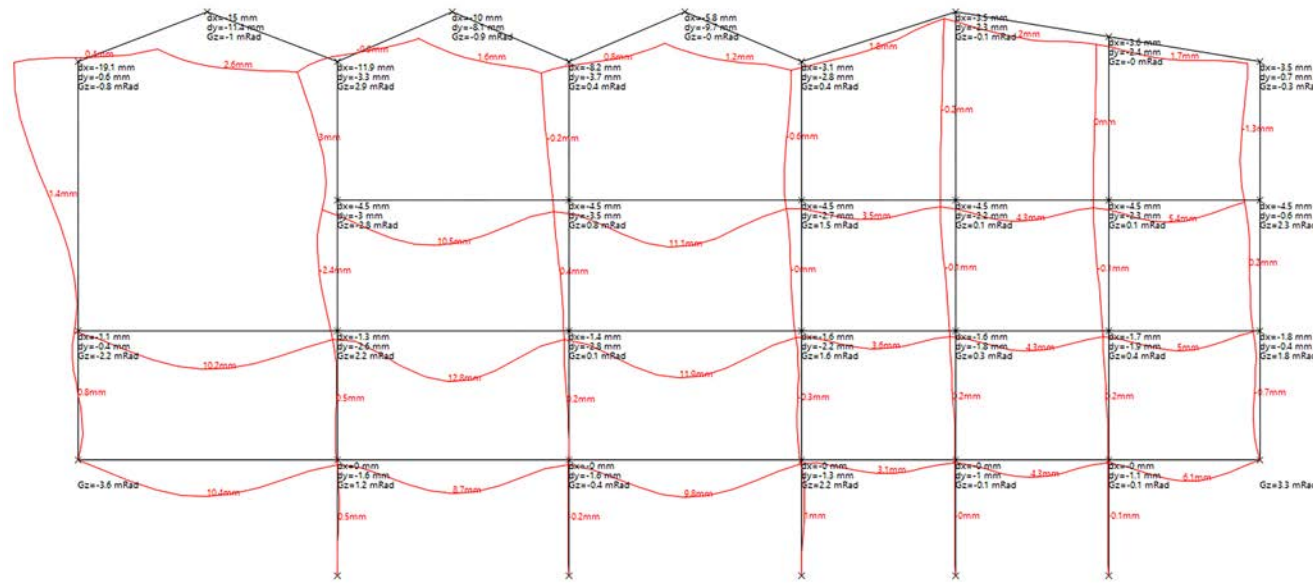 dx=-15 mm
dy=-11.4 mm
Gz=-1 mRad
dx=-10 mm
dy=-8.1 mm
Gz=-0.9 mRad
dx=-5.8 mm
dy=-9.7 mm
Gz=-0 mRad
dx=-3.5 mm
dy=-2.3 mm
Gz=-0.1 mRad
dx=-3.6 mm
dy=-2.4 mm
Gz=-0 mRad
2.6mm
1.6mm
1.2mm
1.7mm
dx=-19.1 mm
dy=-0.6 mm
Gz=-0.8 mRad
dx=-11.9 mm
dy=-3.3 mm
Gz=2.9 mRad
dx=-8.2 mm
dy=-3.7 mm
Gz=0.4 mRad
dx=-3.1 mm
dy=-2.8 mm
Gz=0.4 mRad
dx=-3.5 mm
dy=-0.7 mm
Gz=-0.3 mRad
3mm
-0.2mm
-0.6mm
0mm
-1.3mm
1.4mm
dx=-4.5 mm
dy=-3 mm
Gz=-2.8 mRad
dx=-4.5 mm
dy=-3.5 mm
Gz=0.8 mRad
dx=-4.5 mm
dy=-2.7 mm
Gz=1.5 mRad
dx=-4.5 mm
dy=-2.2 mm
Gz=0.1 mRad
dx=-4.5 mm
dy=-2.3 mm
Gz=0.1 mRad
dx=-4.5 mm
dy=-0.6 mm
Gz=2.3 mRad
10.5mm
11.1mm
3.5mm
4.3mm
5.4mm
-2.4mm
0.4mm
-0mm
-0.1mm
-0.1mm
dx=-1.1 mm
dy=-0.4 mm
Gz=-2.2 mRad
dx=-1.3 mm
dy=-2.6 mm
Gz=2.2 mRad
dx=-1.4 mm
dy=-2.8 mm
Gz=0.1 mRad
dx=-1.6 mm
dy=-2.2 mm
Gz=1.6 mRad
dx=-1.6 mm
dy=-1.8 mm
Gz=0.3 mRad
dx=-1.7 mm
dy=-1.9 mm
Gz=0.4 mRad
dx=-1.8 mm
dy=-0.4 mm
Gz=1.8 mRad
10.2mm
12.8mm
11.9mm
3.6mm
4.3mm
5mm
0.8mm
0.5mm
0.2mm
0.3mm
0.2mm
0.2mm
-0.7mm
Gz=-3.6 mRad
dx=0 mm
dy=-1.6 mm
Gz=1.2 mRad
dx=-0 mm
dy=-1.6 mm
Gz=-0.4 mRad
dx=-0 mm
dy=-1.3 mm
Gz=2.2 mRad
dx=-0 mm
dy=-1 mm
Gz=-0.1 mRad
dx=-0 mm
dy=-1.1 mm
Gz=-0.1 mRad
Gz=3.3 mRad
10.4mm
8.7mm
9.8mm
3.1mm
4.3mm
6.1mm
0.5mm
-0.2mm
1mm
-0mm
-0.1mm